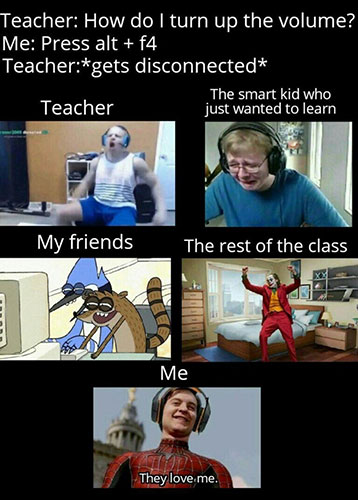 Teacher: How do I turn up the volume?
Me: Press alt + f4
Teacher:*gets disconnected*
Teacher
The smart kid who
just wanted to learn
My friends
The rest of the class
Me
They love me.